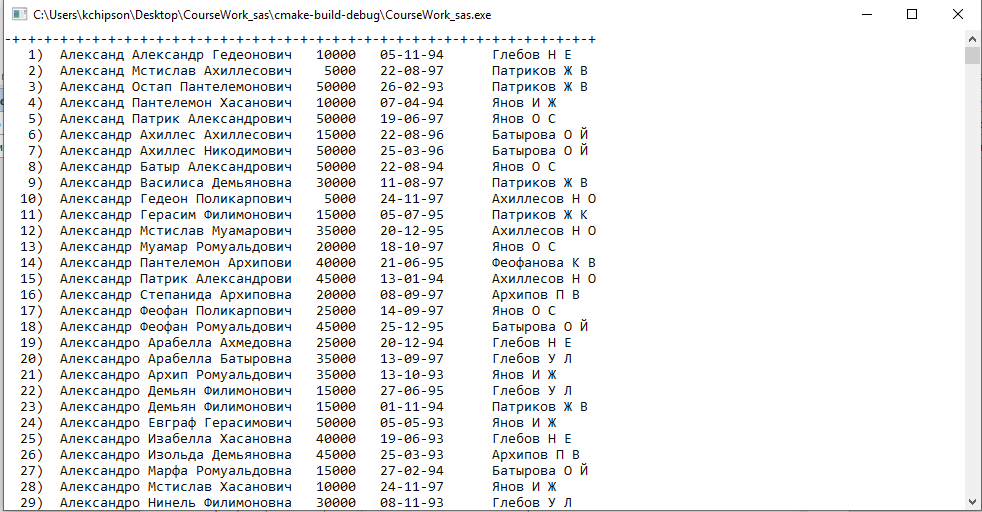 C:\Users\kchipson\Desktop\CourseWork_sas\cmake-build-debug\CourseWork_sas.exe
-+-+-+-+-+-+-+-+-+-+-+-+-+-+-+-+-+-+-+-+-+-+-+-+-+-+-+-+-+-+-+-+-+-+-+-+-+
1) Александ Александр Гедеонович 10000 05-11-94 Глебов Н Е
2) Александ Мстислав Ахиллесович 5000 22-08-97 Патриков Ж В
3) Александ Остап Пантелемонович 50000 26-02-93 Патриков Ж В
4) Александ Пантелемон Хасанович 10000 07-04-94 Янов И Ж
5) Александ Патрик Александрович 50000 19-06-97 Янов О С
6) Александр Ахиллес Ахиллесович 15000 22-08-96 Батырова О Й
7) Александр Ахиллес Никодимович 50000 25-03-96 Батырова О Й
8) Александр Батыр Александрович 50000 22-08-94 Янов О С
9) Александр Василиса Демьяновна 30000 11-08-97 Патриков Ж В
10) Александр Гедеон Поликарпович 5000 24-11-97 Ахиллесов Н О
11) Александр Герасим Филимонович 15000 05-07-95 Патриков Ж К
12) Александр Мстислав Муамарович 35000 20-12-95 Ахиллесов Н О
13) Александр Муамар Ромуальдович 20000 18-10-97 Янов О С
14) Александр Пантелемон Архипови 40000 21-06-95 Феофанова К В
15) Александр Патрик Александрови 45000 13-01-94 Ахиллесов Н О
16) Александр Степанида Архиповна 20000 08-09-97 Архипов П В
17) Александр Феофан Поликарпович 25000 14-09-97 Янов О С
18) Александр Феофан Ромуальдович 45000 25-12-95 Батырова О Й
19) Александро Арабелла Ахмедовна 25000 20-12-94 Глебов Н Е
20) Александро Арабелла Батыровна 35000 13-09-97 Глебов У Л
21) Александро Архип Ромуальдович 35000 13-10-93 Янов И Ж
22) Александро Демьян Филимонович 15000 27-06-95 Глебов У Л
23) Александро Демьян Филимонович 15000 01-11-94 Патриков Ж В
24) Александро Евграф Герасимович 50000 05-05-93 Янов И Ж
25) Александро Изабелла Хасановна 40000 19-06-93 Глебов Н Е
26) Александро Изольда Демьяновна 45000 25-03-93 Архипов П В
27) Александро Марфа Ромуальдовна 15000 27-02-94 Батырова О Й
28) Александро Мстислав Хасанович 10000 24-11-97 Янов И Ж
29) Александро Нинель Филимоновна 30000 08-11-93 Глебов У Л